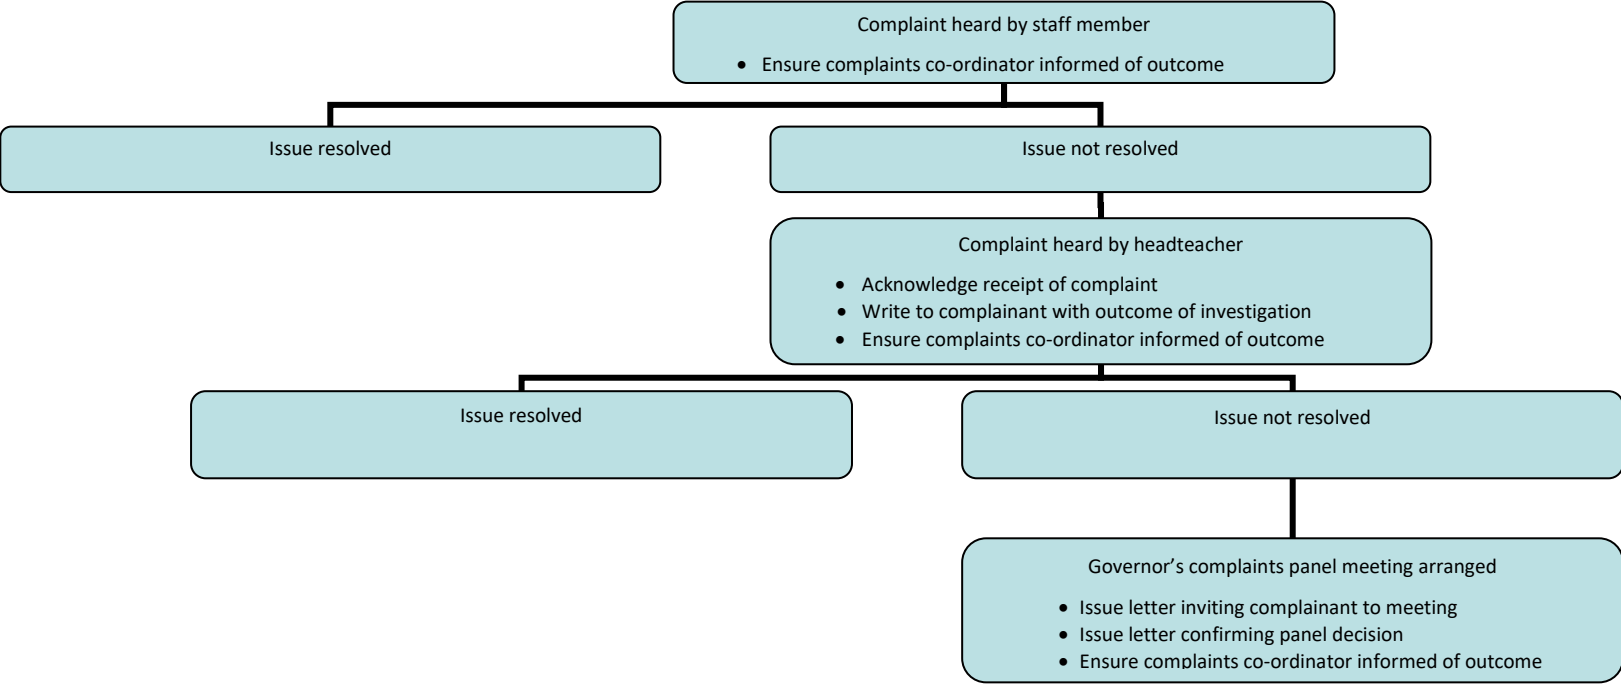 Complaint heard by staff member
• Ensure complaints co-ordinator informed of outcome
Issue resolved
Issue not resolved
Complaint heard by headteacher
• Acknowledge receipt of complaint
• Write to complainant with outcome of investigation
• Ensure complaints co-ordinator informed of outcome
Issue resolved
Issue not resolved
Governor’s complaints panel meeting arranged
• Issue letter inviting complainant to meeting
• Issue letter confirming panel decision
• Ensure complaints co-ordinator informed of outcome